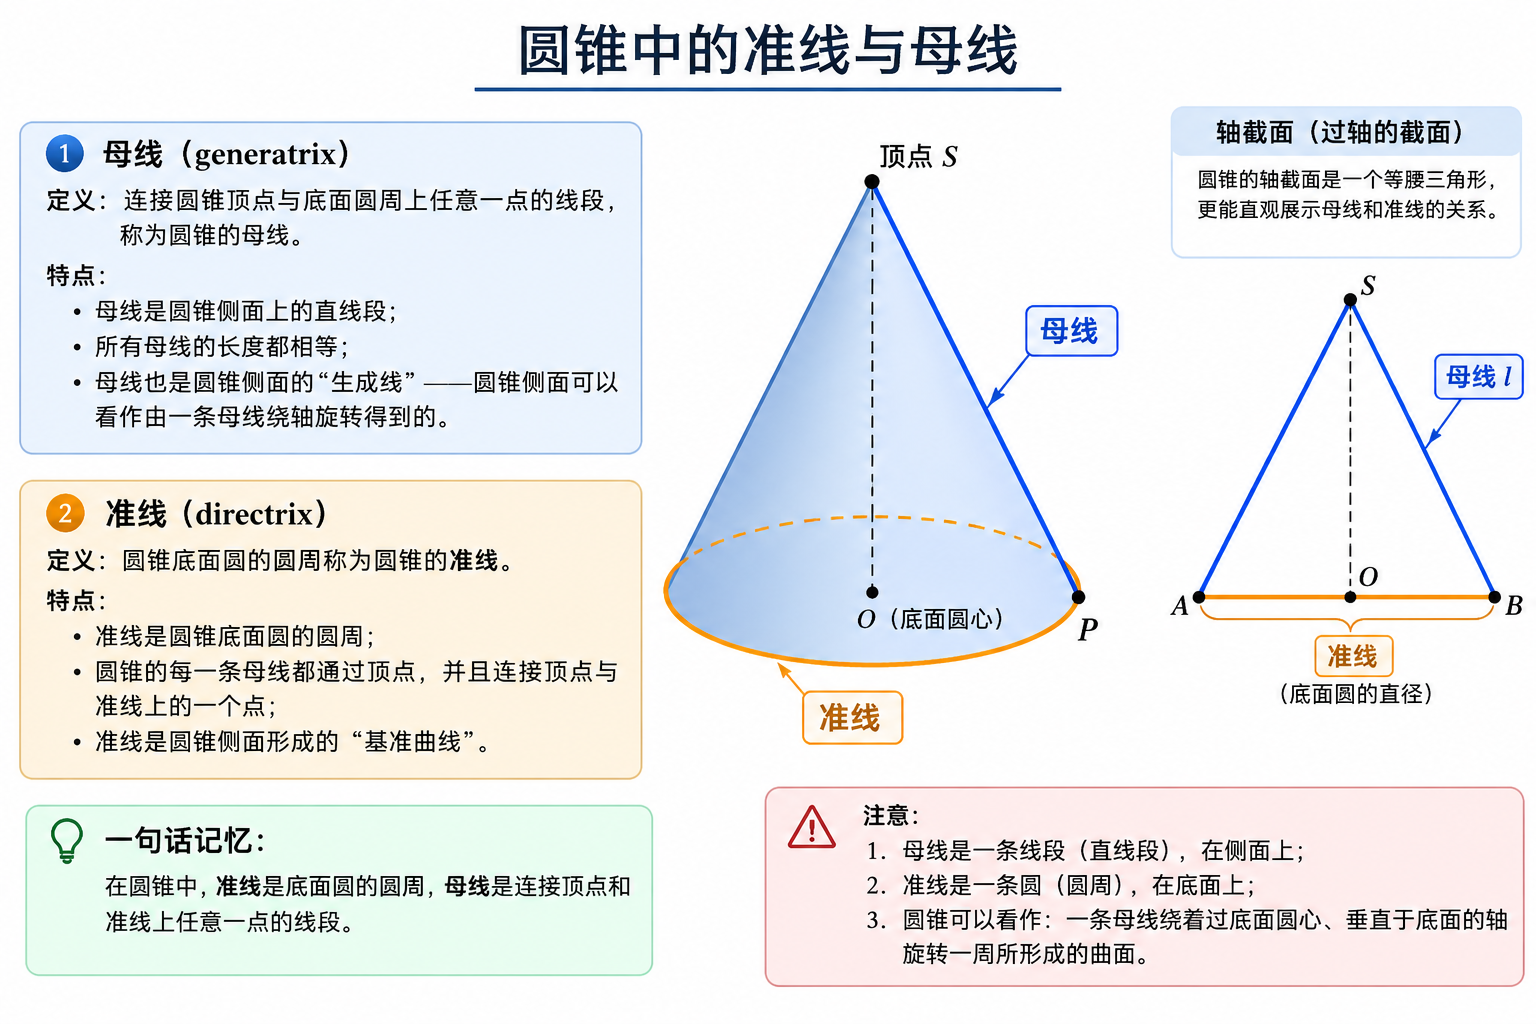 圆锥中的准线与母线
1 母线（generatrix）
定义：连接圆锥顶点与底面圆周上任意一点的线段，
称为圆锥的母线。
特点：
• 母线是圆锥侧面上的直线段；
• 所有母线的长度都相等；
• 母线也是圆锥侧面的“生成线”——圆锥侧面可以
看作由一条母线绕轴旋转得到的。
2 准线（directrix）
定义：圆锥底面圆的圆周称为圆锥的准线。
特点：
• 准线是圆锥底面圆的圆周；
• 圆锥的每一条母线都通过顶点，并且连接顶点与
准线上的一个点；
• 准线是圆锥侧面形成的“基准曲线”。
一句话记忆：
在圆锥中，准线是底面圆的圆周，母线是连接顶点和
准线上任意一点的线段。
顶点 S
母线
O（底面圆心）
P
准线
轴截面（过轴的截面）
圆锥的轴截面是一个等腰三角形，
更能直观展示母线和准线的关系。
S
母线 l
O
A
B
准线
（底面圆的直径）
注意：
1. 母线是一条线段（直线段），在侧面上；
2. 准线是一条圆（圆周），在底面上；
3. 圆锥可以看作：一条母线绕着过底面圆心、垂直于底面的轴
旋转一周所形成的曲面。